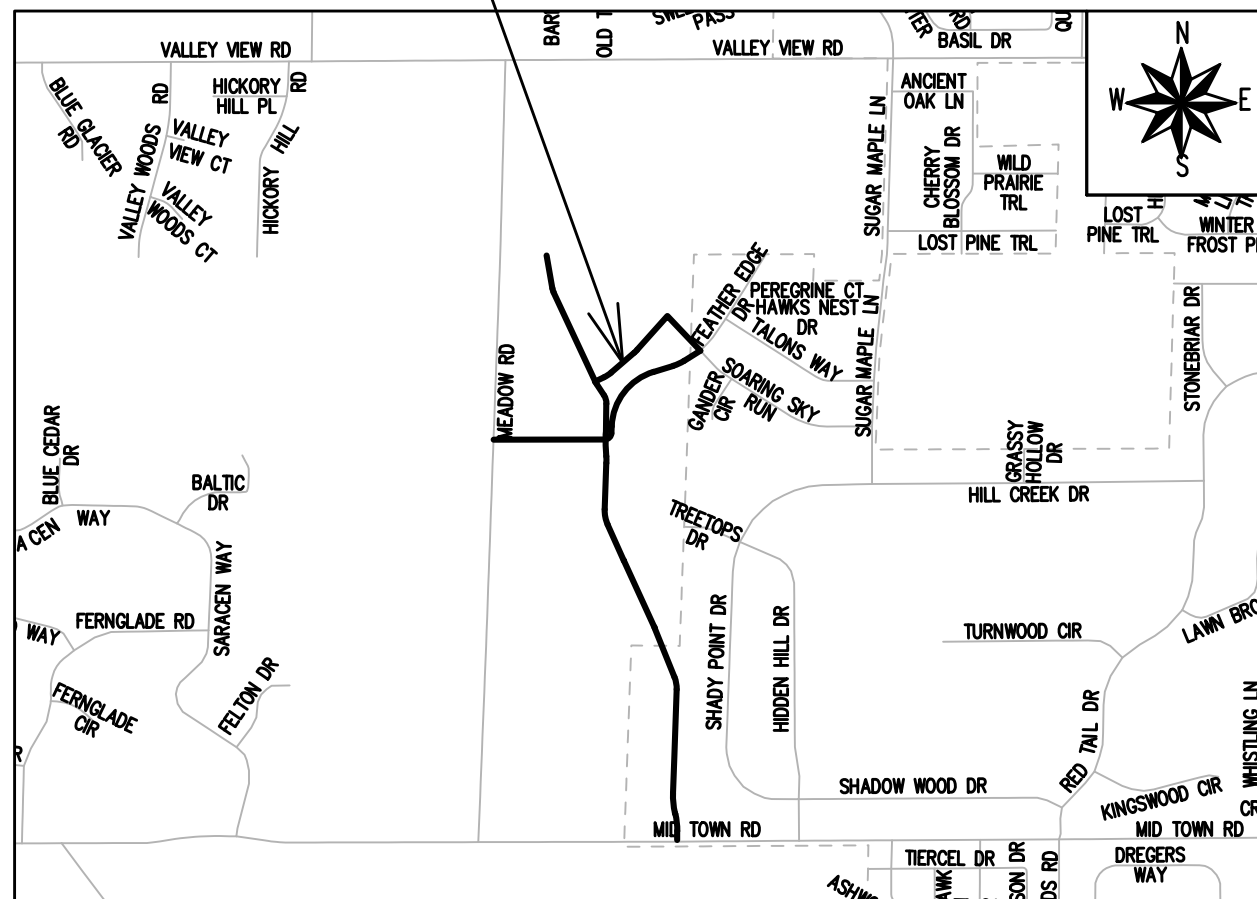 VALLEY VIEW RD
VALLEY VIEW RD
BASIL DR
PASS
OLD
N
W
E
S
BLUE GLACIER
RD
VALLEY WOODS RD
HICKORY
HILL PL
HICKORY HILL RD
VALLEY
VIEW CT
VALLEY
WOODS CT
SUGAR MAPLE LN
ANCIENT
OAK LN
CHERRY
BLOSSOM DR
WILD
PRAIRIE
TRL
LOST PINE TRL
LOST
PINE TRL
WINTER
FROST
FEATHER EDGE
DR
PEREGRINE CT
HAWKS NEST
DR
TALONS WAY
SUGAR MAPLE LN
SOARING SKY
RUN
GANDER
CIR
STONEBRIAR DR
MEADOW RD
BLUE CEDAR
DR
BALTIC
DR
WAY
SARACEN WAY
GRASSY
HOLLOW
DR
HILL CREEK DR
TREETOPS
DR
SHADY POINT DR
HIDDEN HILL DR
TURNWOOD CIR
LAWN
FERNGLADE RD
WAY
FERNGLADE
CIR
FELTON DR
RED TAIL DR
WHISTLING LN
SHADOW WOOD DR
KINGSWOOD CIR
MID TOWN RD
MID TOWN RD
TIERCEL DR
DREGERS
WAY